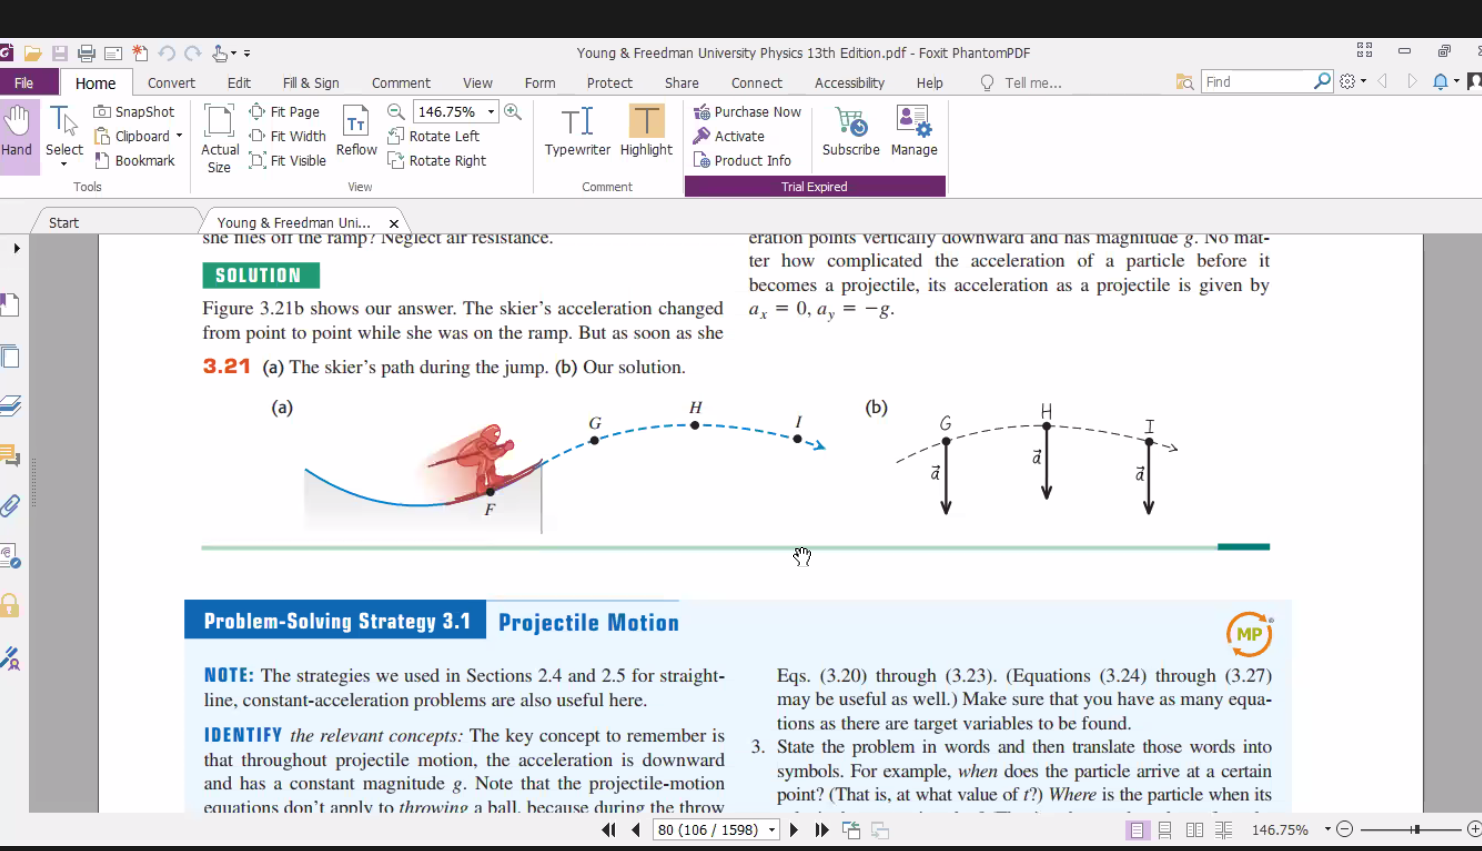 Young & Freedman University Physics 13th Edition.pdf - Foxit PhantomPDF
File Home Convert Edit Fill & Sign Comment View Form Protect Share Connect Accessibility Help Tell me... Find
Hand
Select
SnapShot
Clipboard
Bookmark
Tools
Actual Size
Fit Page
Fit Width
Fit Visible
Reflow
146.75%
Rotate Left
Rotate Right
View
Typewriter
Highlight
Comment
Purchase Now
Activate
Product Info
Trial Expired
Subscribe
Manage
Start
Young & Freedman Uni... x
she flies off the ramp? Neglect air resistance.
SOLUTION
Figure 3.21b shows our answer. The skier's acceleration changed
from point to point while she was on the ramp. But as soon as she
eration points vertically downward and has magnitude g. No mat-
ter how complicated the acceleration of a particle before it
becomes a projectile, its acceleration as a projectile is given by
aₓ = 0, a_y = −g.
3.21 (a) The skier's path during the jump. (b) Our solution.
(a)
F
G
H
I
(b)
G
H
I
a⃗
a⃗
a⃗
Problem-Solving Strategy 3.1 Projectile Motion
MP
NOTE: The strategies we used in Sections 2.4 and 2.5 for straight-
line, constant-acceleration problems are also useful here.
IDENTIFY the relevant concepts: The key concept to remember is
that throughout projectile motion, the acceleration is downward
and has a constant magnitude g. Note that the projectile-motion
equations don't apply to throwing a ball, because during the throw
Eqs. (3.20) through (3.23). (Equations (3.24) through (3.27)
may be useful as well.) Make sure that you have as many equa-
tions as there are target variables to be found.
3. State the problem in words and then translate those words into
symbols. For example, when does the particle arrive at a certain
point? (That is, at what value of t?) Where is the particle when its
80 (106 / 1598)
146.75%